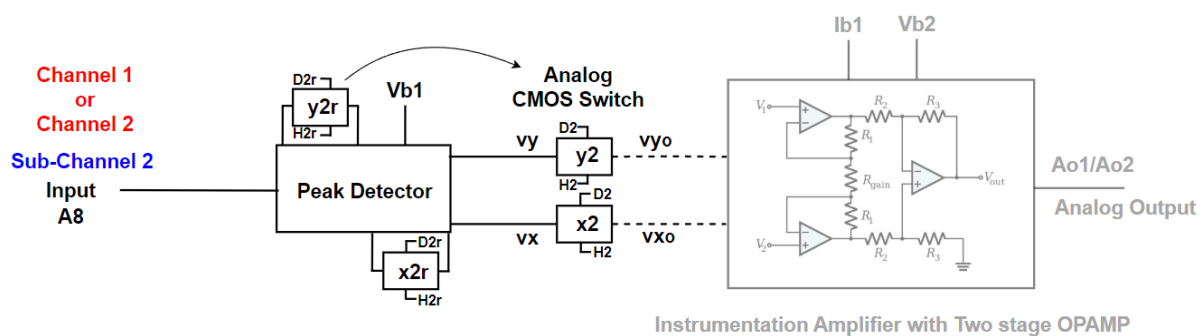 Channel 1
or
Channel 2
Sub-Channel 2
Input
A8
D2r
y2r
H2r
Vb1
Peak Detector
D2r
x2r
H2r
Analog
CMOS Switch
vy
D2
y2
H2
vyo
vx
D2
x2
H2
vxo
Ib1
Vb2
V1
R2
R3
R1
Rgain
R1
Vout
V2
R2
R3
Ao1/Ao2
Analog Output
Instrumentation Amplifier with Two stage OPAMP